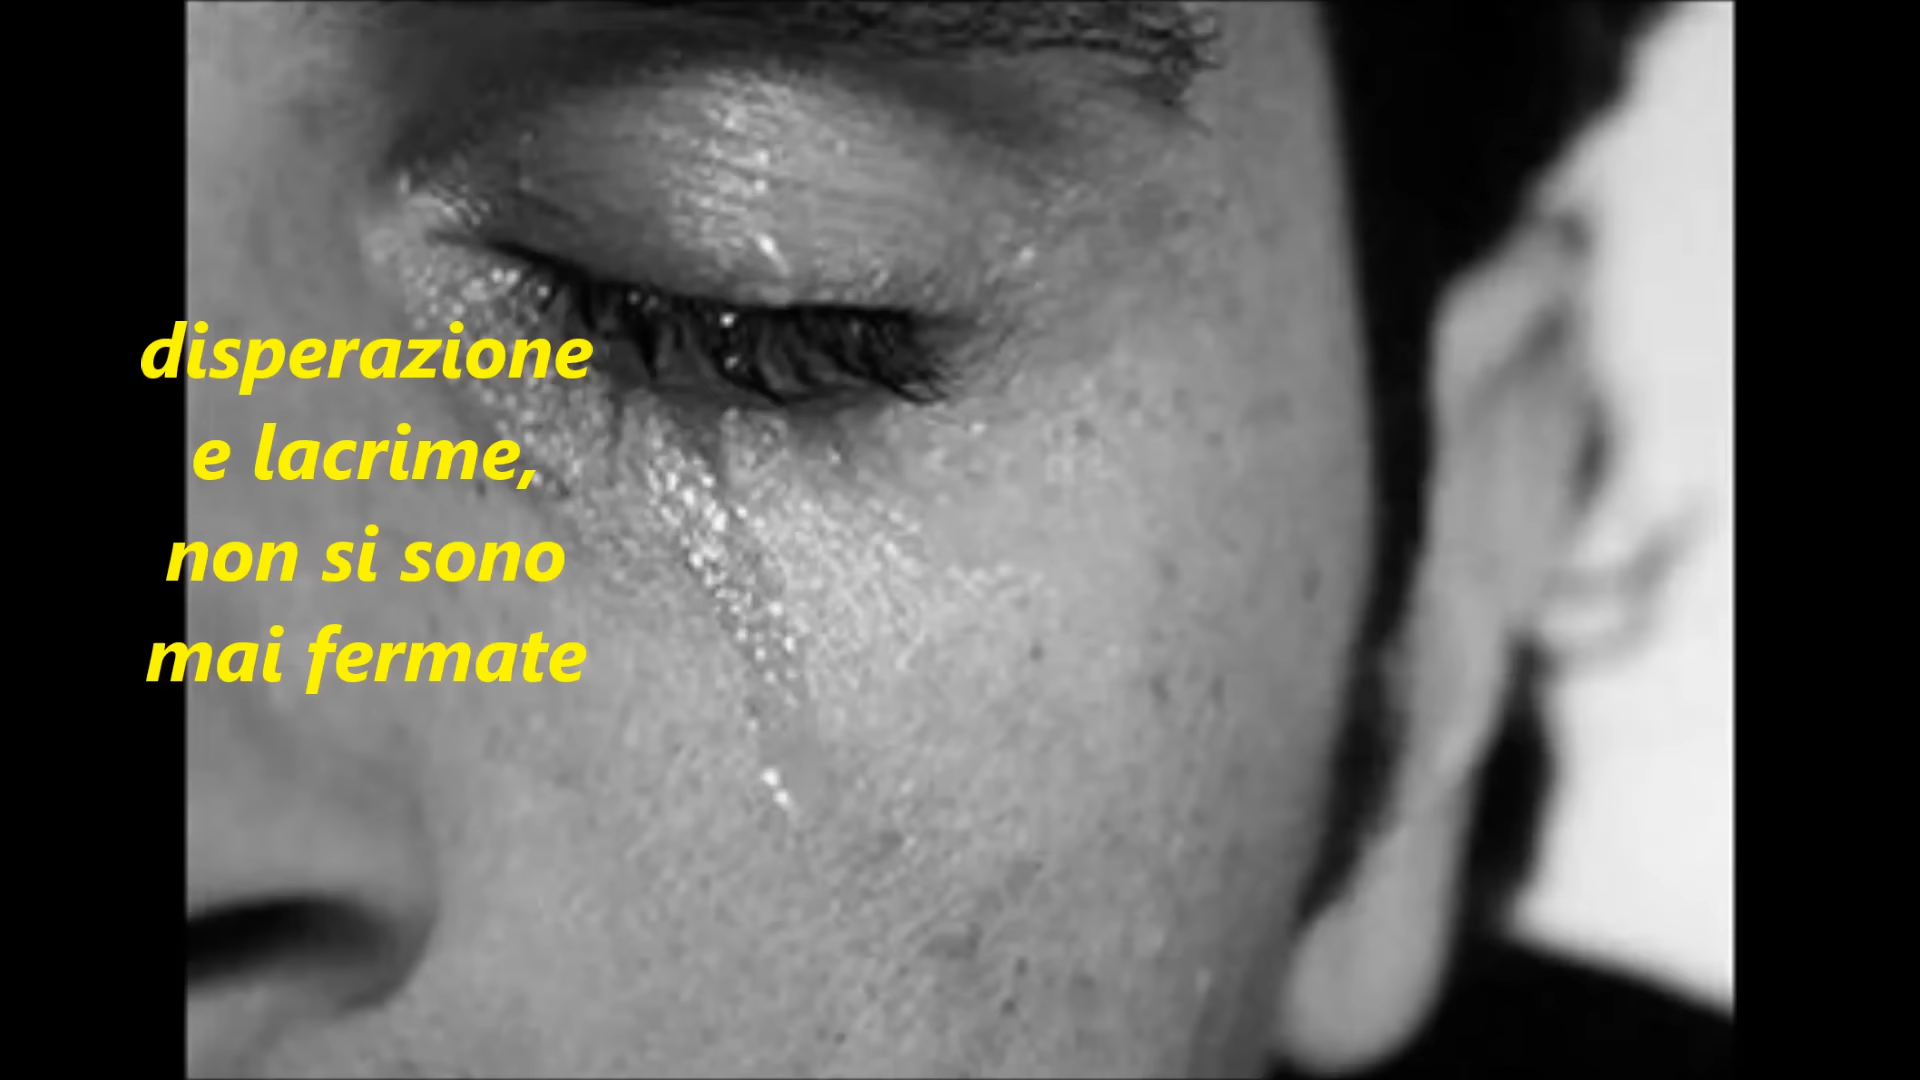 disperazione
e lacrime,
non si sono
mai fermate